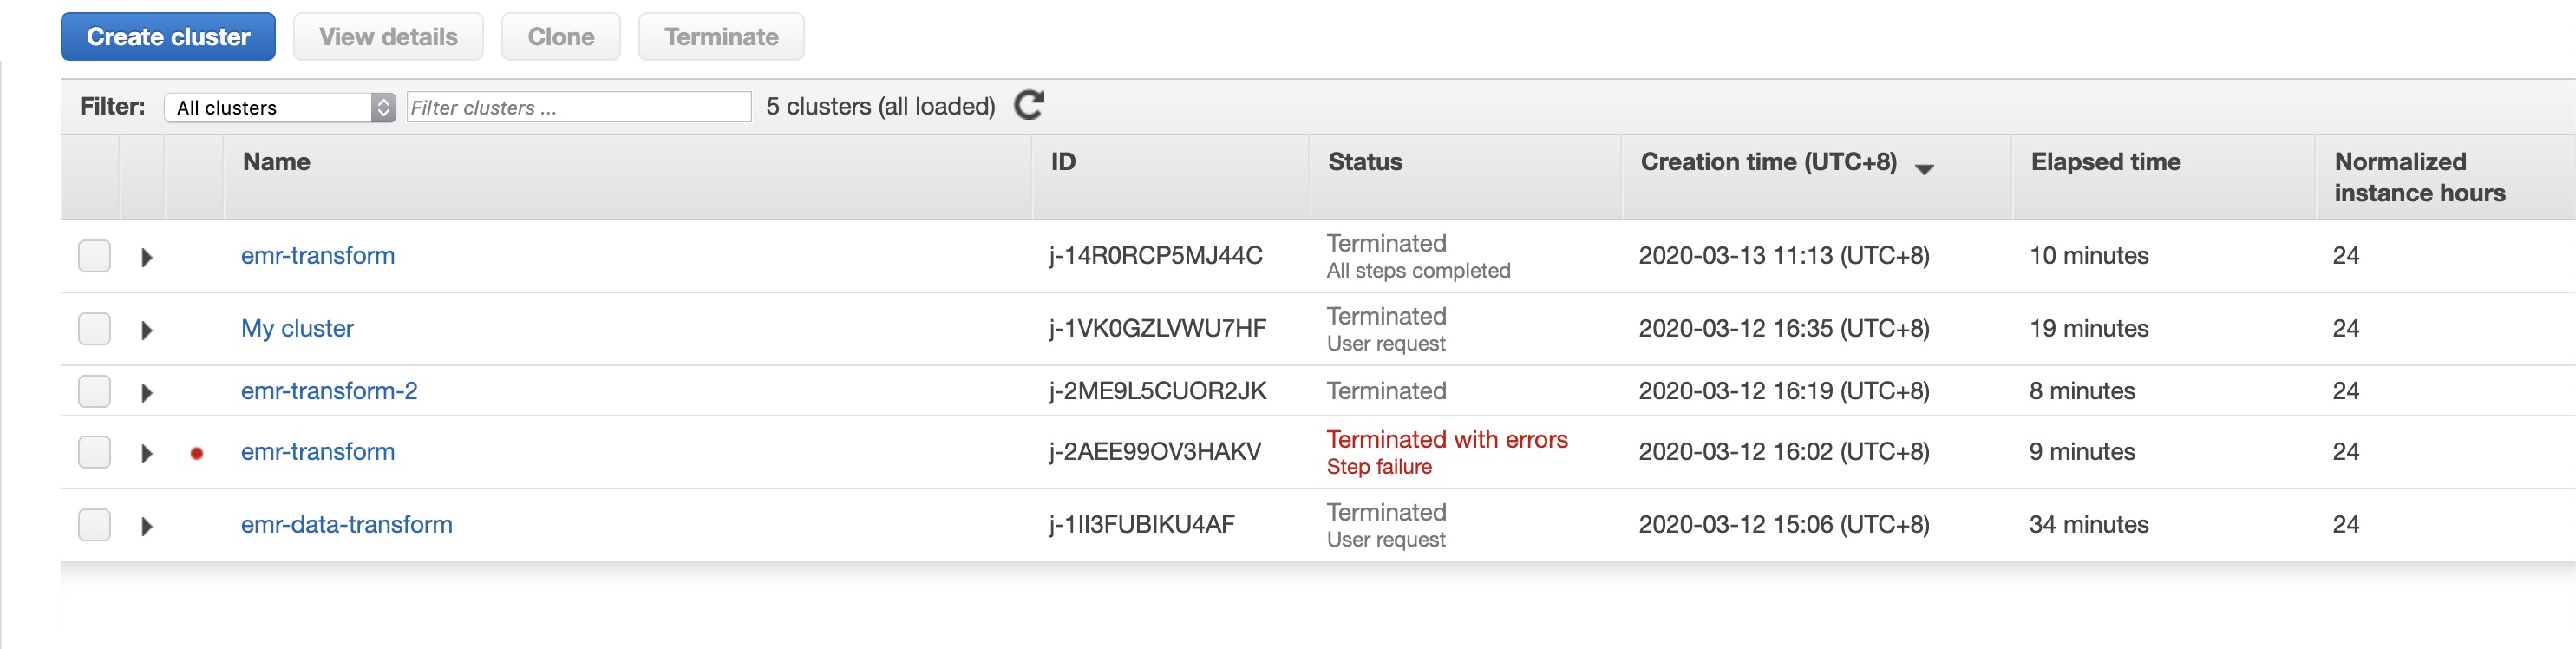 Create cluster View details Clone Terminate
Filter: All clusters Filter clusters ... 5 clusters (all loaded)
Name ID Status Creation time (UTC+8) Elapsed time Normalized instance hours
emr-transform j-14R0RCP5MJ44C Terminated All steps completed 2020-03-13 11:13 (UTC+8) 10 minutes 24
My cluster j-1VK0GZLVWU7HF Terminated User request 2020-03-12 16:35 (UTC+8) 19 minutes 24
emr-transform-2 j-2ME9L5CUOR2JK Terminated 2020-03-12 16:19 (UTC+8) 8 minutes 24
emr-transform j-2AEE99OV3HAKV Terminated with errors Step failure 2020-03-12 16:02 (UTC+8) 9 minutes 24
emr-data-transform j-1II3FUBIKU4AF Terminated User request 2020-03-12 15:06 (UTC+8) 34 minutes 24